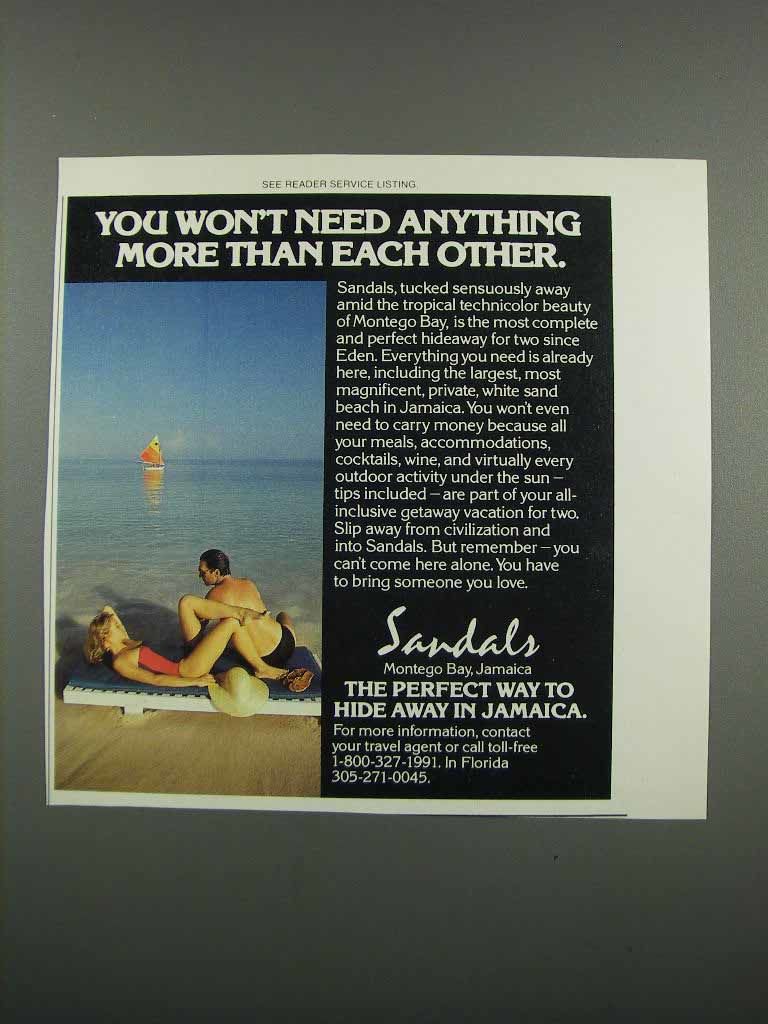 SEE READER SERVICE LISTING.
YOU WON'T NEED ANYTHING
MORE THAN EACH OTHER.
Sandals, tucked sensuously away
amid the tropical technicolor beauty
of Montego Bay, is the most complete
and perfect hideaway for two since
Eden. Everything you need is already
here, including the largest, most
magnificent, private, white sand
beach in Jamaica. You won't even
need to carry money because all
your meals, accommodations,
cocktails, wine, and virtually every
outdoor activity under the sun —
tips included — are part of your all-
inclusive getaway vacation for two.
Slip away from civilization and
into Sandals. But remember — you
can't come here alone. You have
to bring someone you love.
Sandals
Montego Bay, Jamaica
THE PERFECT WAY TO
HIDE AWAY IN JAMAICA.
For more information, contact
your travel agent or call toll-free
1-800-327-1991. In Florida
305-271-0045.